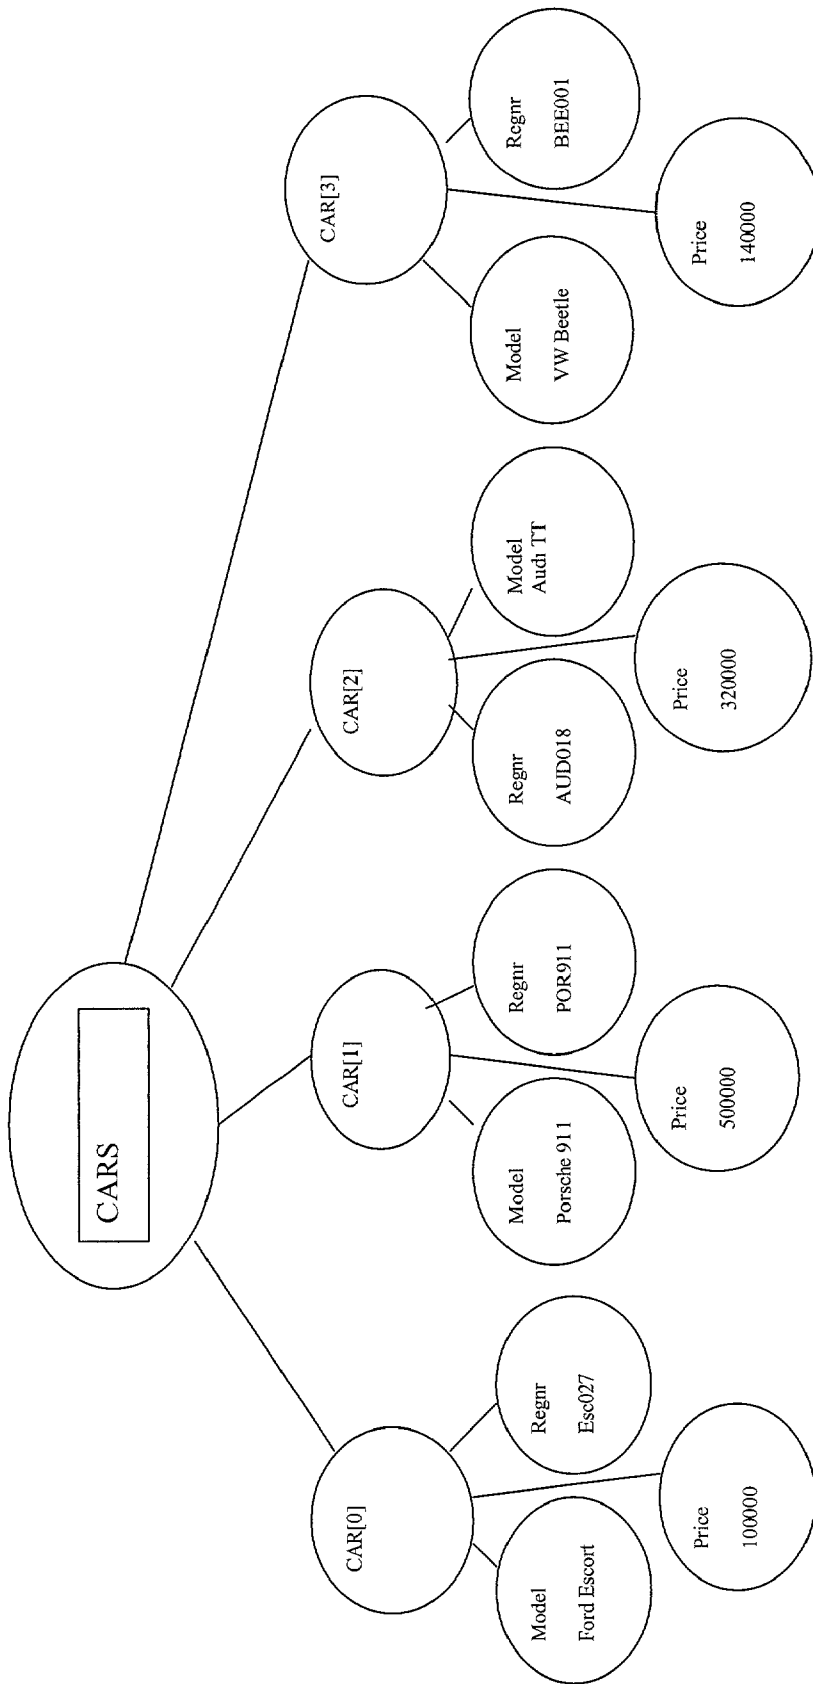 CARS
CAR[0]
CAR[1]
CAR[2]
CAR[3]
Model
Ford Escort
Regnr
Esc027
Price
100000
Model
Porsche 911
Regnr
POR911
Price
500000
Regnr
AUD018
Model
Audi TT
Price
320000
Model
VW Beetle
Regnr
BEE001
Price
140000